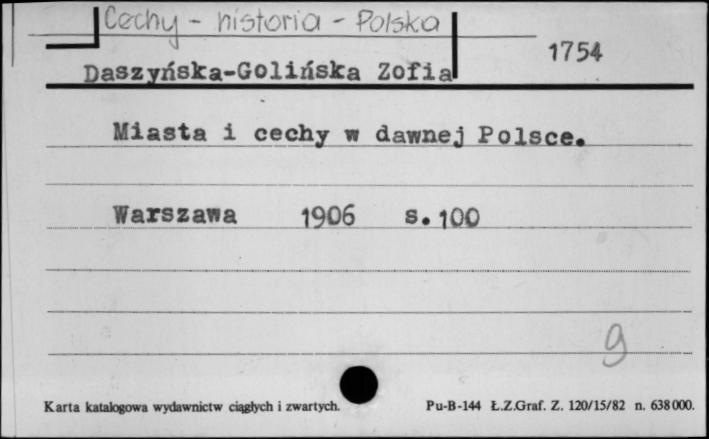 Cechy - historia - Polska
1754
Daszyńska-Golińska Zofia
Miasta i cechy w dawnej Polsce.
Warszawa 1906 s. 100
9
Karta katalogowa wydawnictw ciągłych i zwartych.
Pu-B-144 Ł.Z.Graf. Z. 120/15/82 n. 638000.